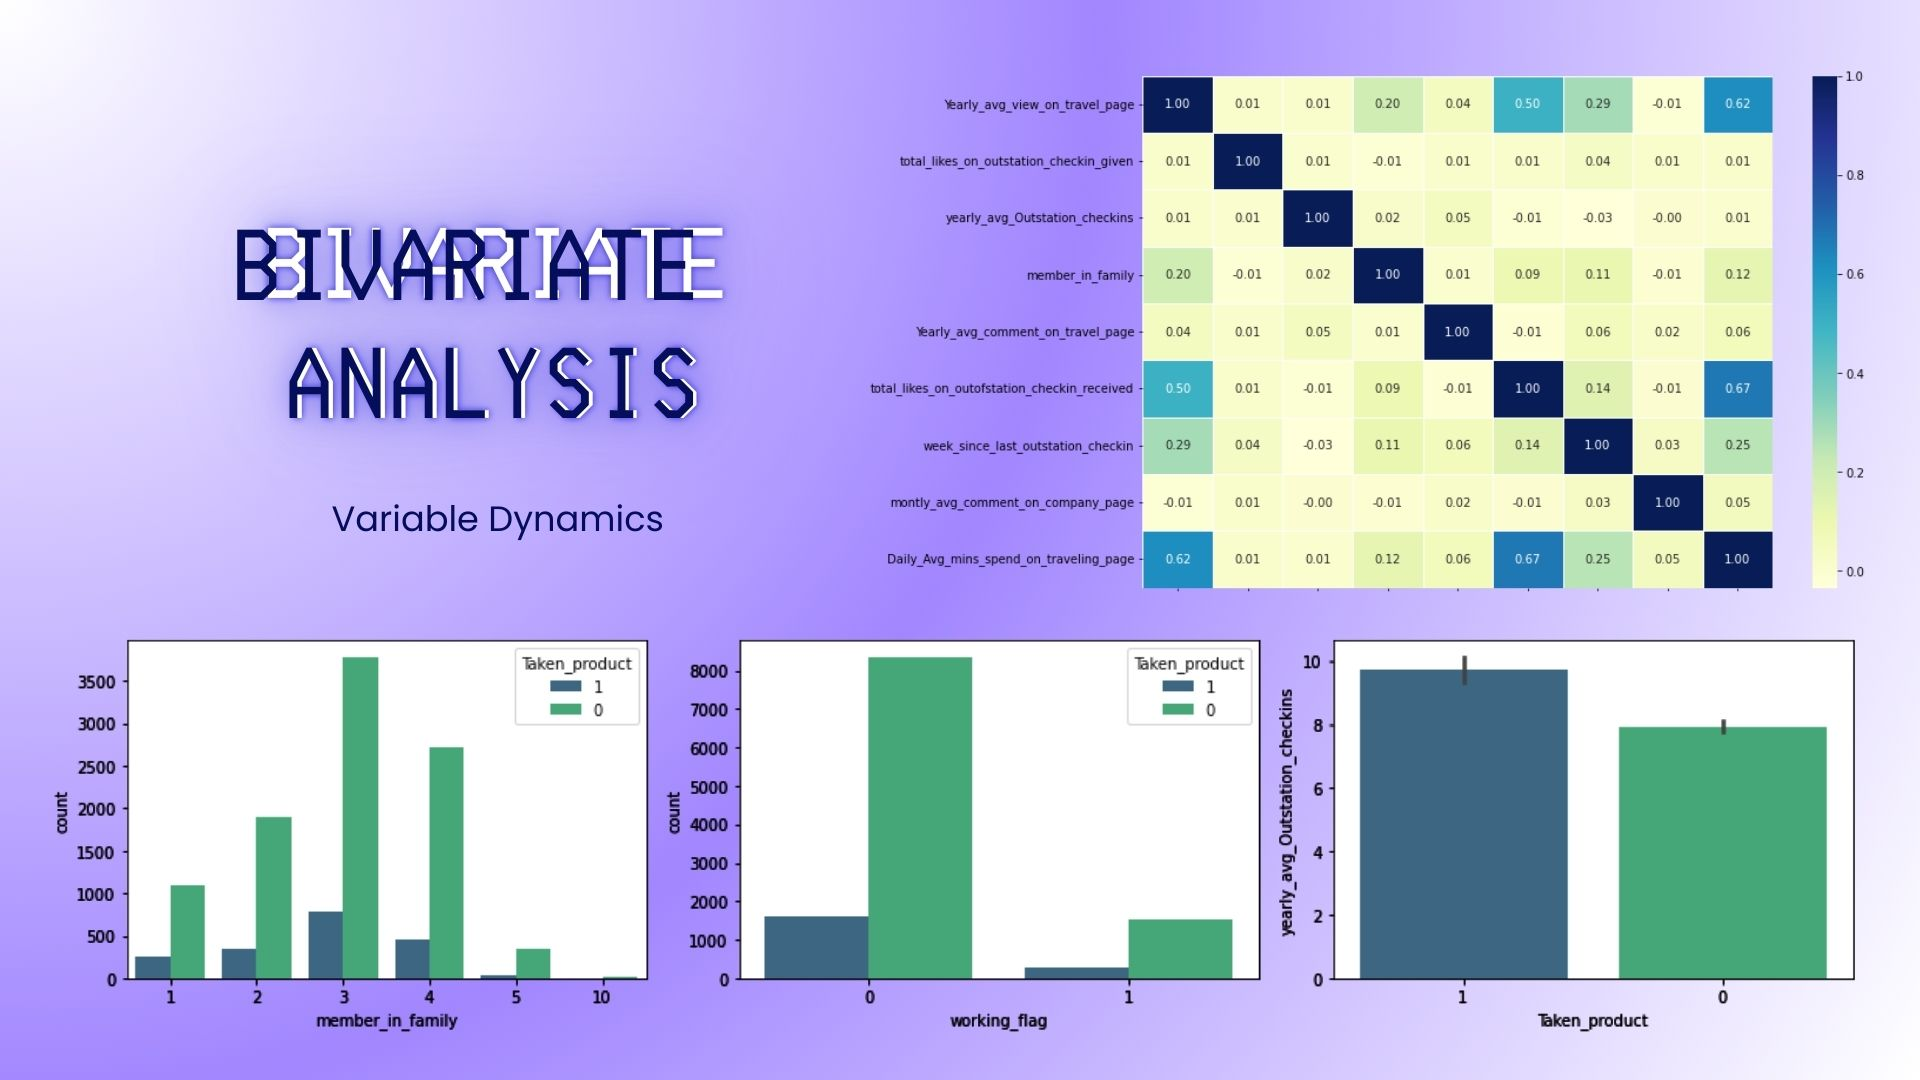 BIVARIATE
ANALYSIS
Variable Dynamics
Yearly_avg_view_on_travel_page 1.00 0.01 0.01 0.20 0.04 0.50 0.29 -0.01 0.62
total_likes_on_outstation_checkin_given 0.01 1.00 0.01 -0.01 0.01 0.01 0.04 0.01 0.01
yearly_avg_Outstation_checkins 0.01 0.01 1.00 0.02 0.05 -0.01 -0.03 -0.00 0.01
member_in_family 0.20 -0.01 0.02 1.00 0.01 0.09 0.11 -0.01 0.12
Yearly_avg_comment_on_travel_page 0.04 0.01 0.05 0.01 1.00 -0.01 0.06 0.02 0.06
total_likes_on_outofstation_checkin_received 0.50 0.01 -0.01 0.09 -0.01 1.00 0.14 -0.01 0.67
week_since_last_outstation_checkin 0.29 0.04 -0.03 0.11 0.06 0.14 1.00 0.03 0.25
montly_avg_comment_on_company_page -0.01 0.01 -0.00 -0.01 0.02 -0.01 0.03 1.00 0.05
Daily_Avg_mins_spend_on_traveling_page 0.62 0.01 0.01 0.12 0.06 0.67 0.25 0.05 1.00
1.0
0.8
0.6
0.4
0.2
0.0
count
3500
3000
2500
2000
1500
1000
500
0
Taken_product
1
0
1 2 3 4 5 10
member_in_family
count
8000
7000
6000
5000
4000
3000
2000
1000
0
Taken_product
1
0
0 1
working_flag
yearly_avg_Outstation_checkins
10
8
6
4
2
0
1 0
Taken_product